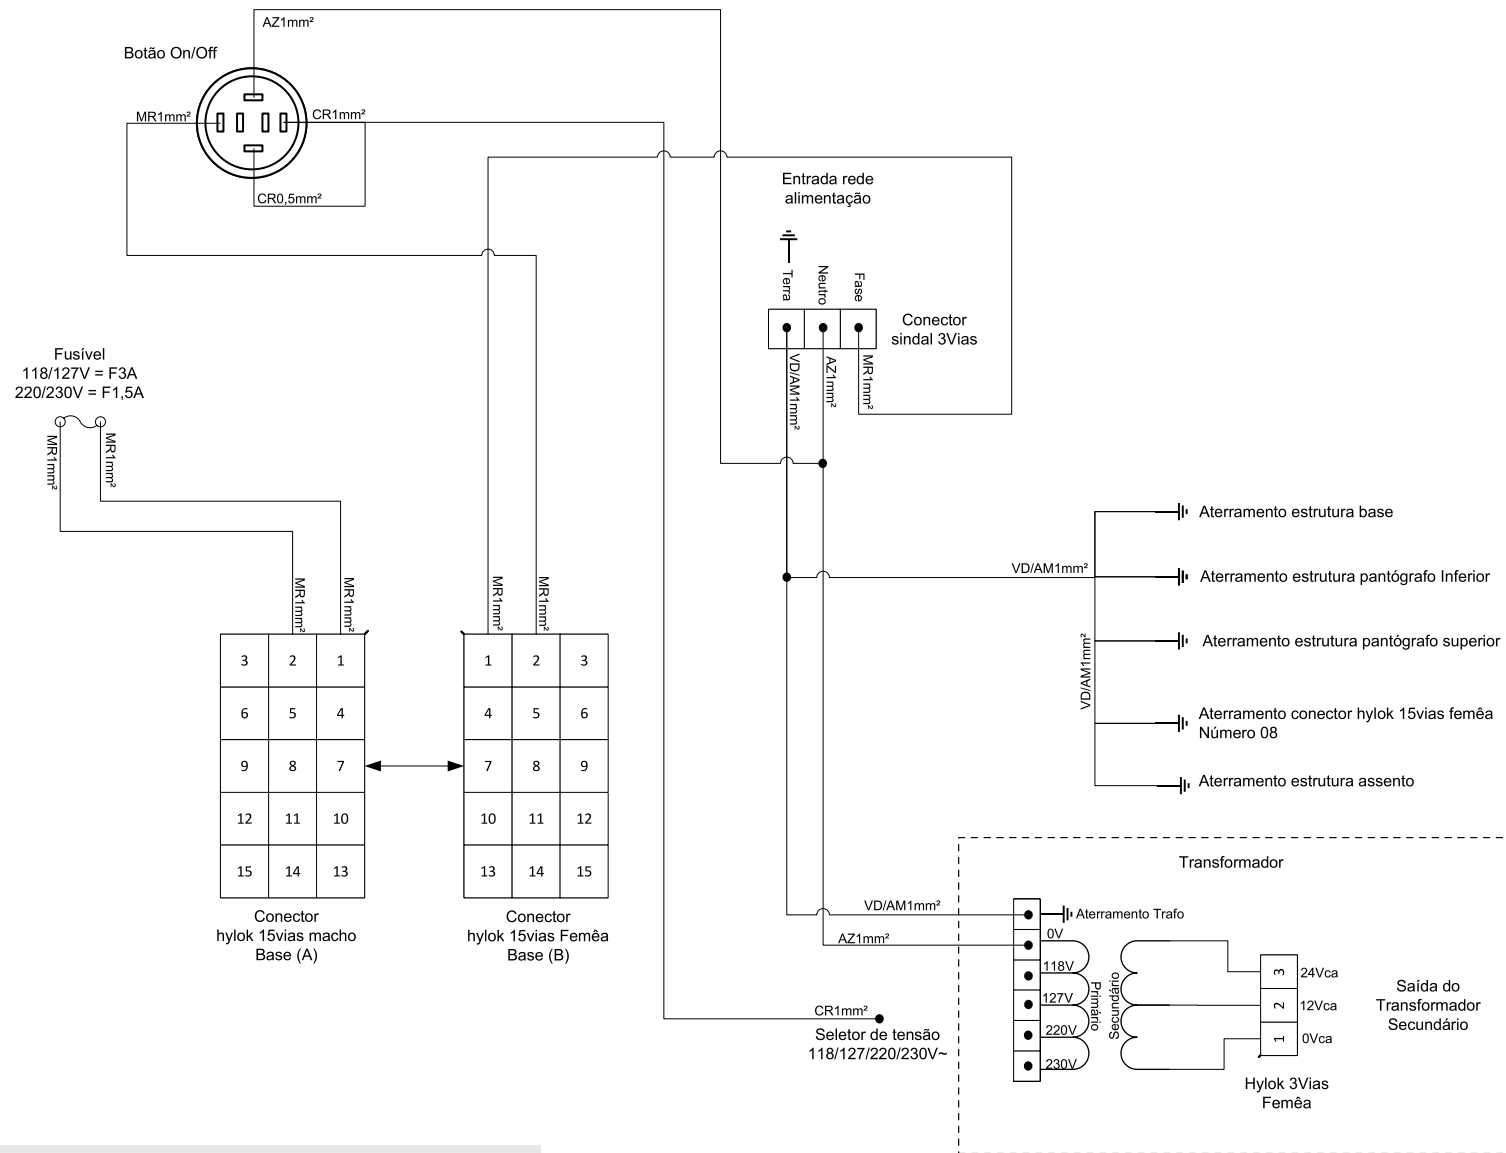 AZ1mm²
Botão On/Off
MR1mm²
CR1mm²
CR0,5mm²
Entrada rede
alimentação
Terra
Neutro
Fase
Conector
sindal 3Vias
VD/AM1mm²
AZ1mm²
MR1mm²
Fusível
118/127V = F3A
220/230V = F1,5A
MR1mm²
MR1mm²
MR1mm²
MR1mm²
MR1mm²
MR1mm²
3 2 1
6 5 4
9 8 7
12 11 10
15 14 13
Conector
hylok 15vias macho
Base (A)
1 2 3
4 5 6
7 8 9
10 11 12
13 14 15
Conector
hylok 15vias Femêa
Base (B)
VD/AM1mm²
VD/AM1mm²
Aterramento estrutura base
Aterramento estrutura pantógrafo Inferior
Aterramento estrutura pantógrafo superior
Aterramento conector hylok 15vias femêa
Número 08
Aterramento estrutura assento
Transformador
VD/AM1mm²
Aterramento Trafo
AZ1mm²
0V
118V
127V
220V
230V
Primário
Secundário
3
2
1
24Vca
12Vca
0Vca
Hylok 3Vias
Femêa
Saída do
Transformador
Secundário
CR1mm²
Seletor de tensão
118/127/220/230V~